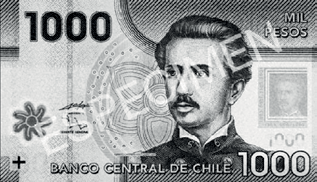 1000
MIL
PESOS
ESPECIMEN
BANCO CENTRAL DE CHILE
1000